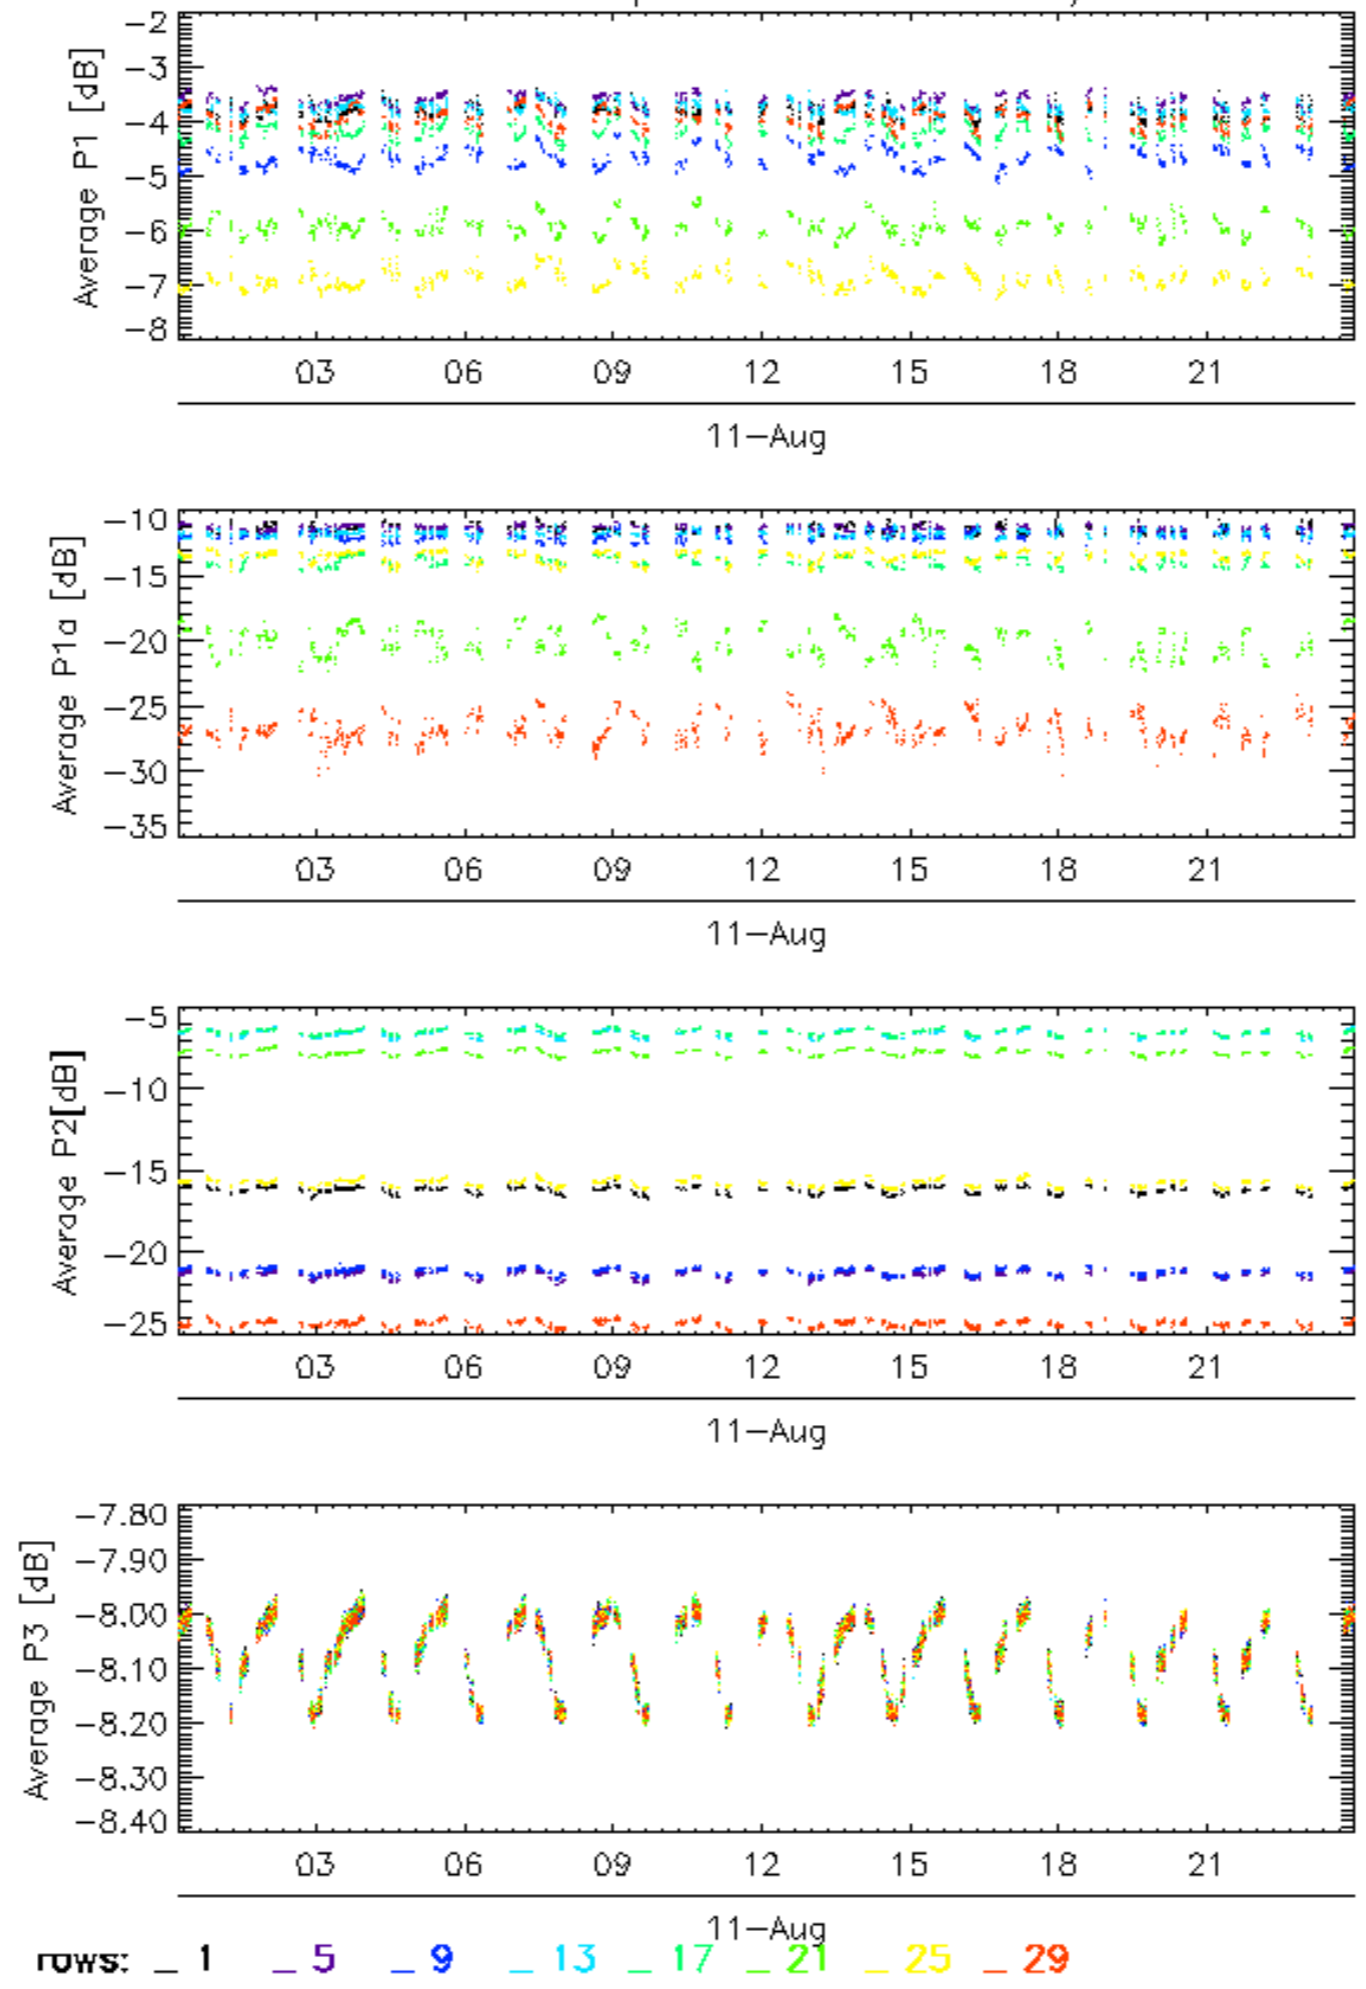 Average P1 [dB]
-2
-3
-4
-5
-6
-7
-8
03 06 09 12 15 18 21
11-Aug
Average P1a [dB]
-10
-15
-20
-25
-30
-35
03 06 09 12 15 18 21
11-Aug
Average P2[dB]
-5
-10
-15
-20
-25
03 06 09 12 15 18 21
11-Aug
Average P3 [dB]
-7.80
-7.90
-8.00
-8.10
-8.20
-8.30
-8.40
03 06 09 12 15 18 21
11-Aug
rows: _ 1 _ 5 _ 9 _ 13 _ 17 _ 21 _ 25 _ 29